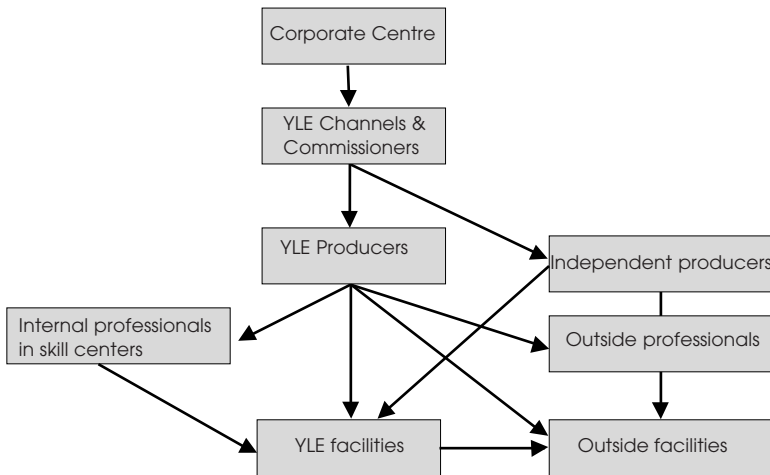 Corporate Centre
YLE Channels &
Commissioners
YLE Producers
Independent producers
Internal professionals
in skill centers
Outside professionals
YLE facilities
Outside facilities